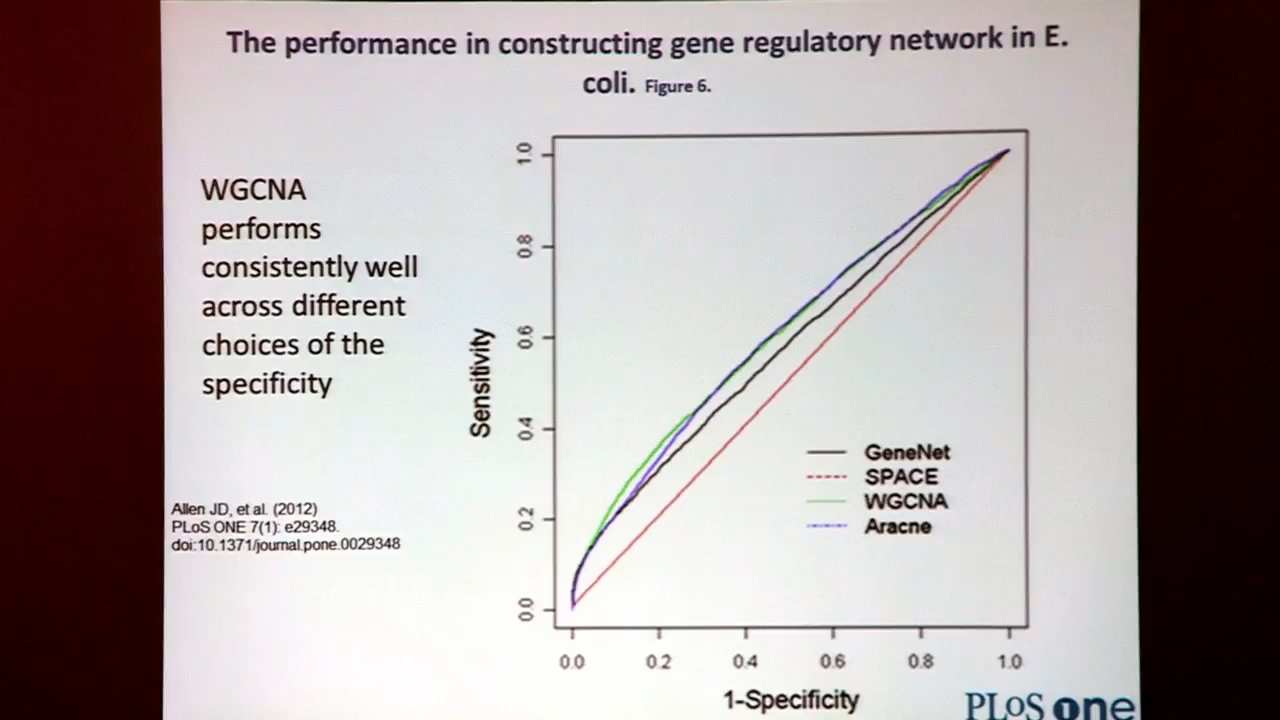 The performance in constructing gene regulatory network in E.
coli. Figure 6.
WGCNA
performs
consistently well
across different
choices of the
specificity
Allen JD, et al. (2012)
PLoS ONE 7(1): e29348.
doi:10.1371/journal.pone.0029348
Sensitivity
1.0
0.8
0.6
0.4
0.2
0.0
GeneNet
SPACE
WGCNA
Aracne
0.0 0.2 0.4 0.6 0.8 1.0
1-Specificity
PLoS one